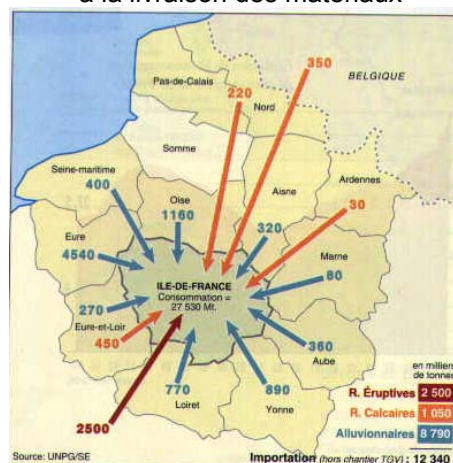 à la livraison des matériaux
350
BELGIQUE
Pas-de-Calais
220
Nord
Somme
Seine-maritime
400
Oise
1160
Aisne
Ardennes
320
30
Eure
4540
Marne
80
ILE-DE-FRANCE
Consommation =
27 530 Mt.
270
Eure-et-Loir
450
360
Aube
770
890
Loiret
Yonne
2500
en milliers
de tonnes
R. Éruptives 2 500
R. Calcaires 1 050
Alluvionnaires 8 790
Source: UNPG/SE
Importation (hors chantier TGV) : 12 340